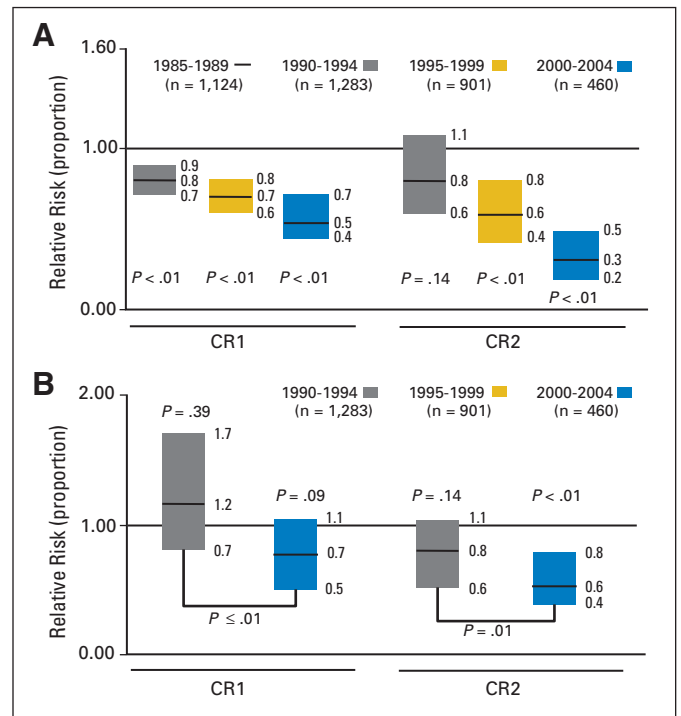 A
1.60
1985-1989
(n = 1,124)
1990-1994
(n = 1,283)
1995-1999
(n = 901)
2000-2004
(n = 460)
1.00
0.00
Relative Risk (proportion)
0.9
0.8
0.7
0.8
0.7
0.6
0.7
0.5
0.4
1.1
0.8
0.6
0.8
0.6
0.4
0.5
0.3
0.2
P < .01
P < .01
P < .01
P = .14
P < .01
P < .01
CR1
CR2
B
2.00
1990-1994
(n = 1,283)
1995-1999
(n = 901)
2000-2004
(n = 460)
1.00
0.00
Relative Risk (proportion)
P = .39
1.7
1.2
0.7
P = .09
1.1
0.7
0.5
P ≤ .01
P = .14
1.1
0.8
0.6
P < .01
0.8
0.6
0.4
P = .01
CR1
CR2